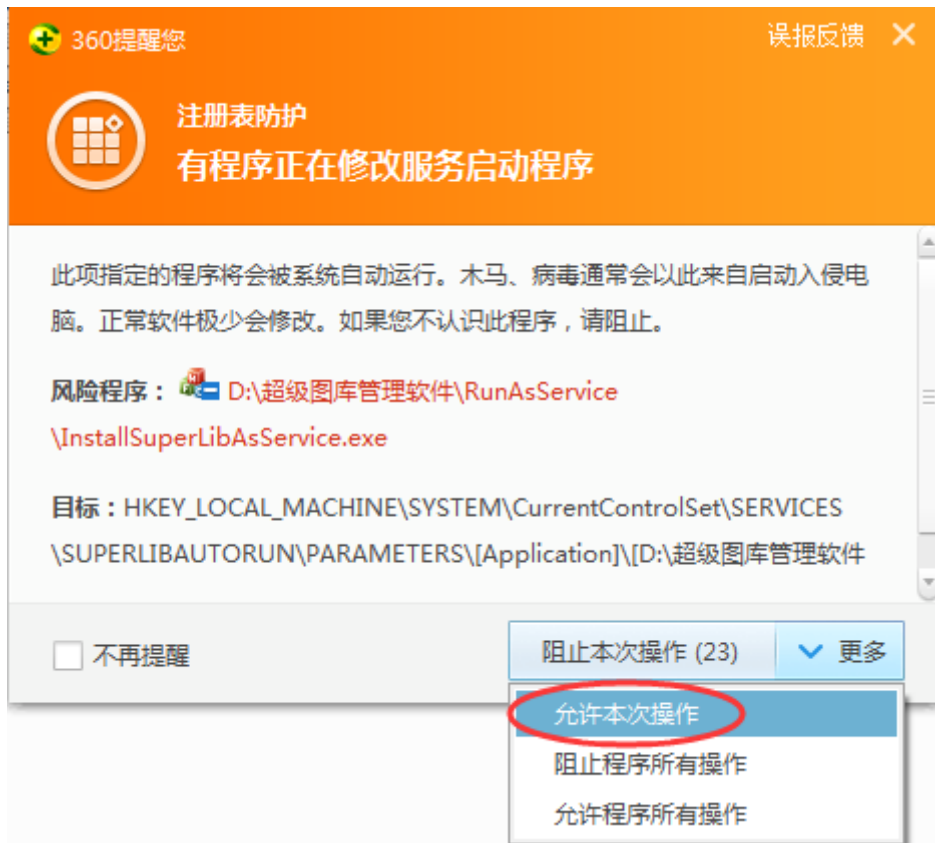 360提醒您
误报反馈
注册表防护
有程序正在修改服务启动程序
此项指定的程序将会被系统自动运行。木马、病毒通常会以此来自启动入侵电
脑。正常软件极少会修改。如果您不认识此程序，请阻止。
风险程序： D:\超级图库管理软件\RunAsService
\InstallSuperLibAsService.exe
目标：HKEY_LOCAL_MACHINE\SYSTEM\CurrentControlSet\SERVICES
\SUPERLIBAUTORUN\PARAMETERS\[Application]\[D:\超级图库管理软件
不再提醒
阻止本次操作 (23)
更多
允许本次操作
阻止程序所有操作
允许程序所有操作